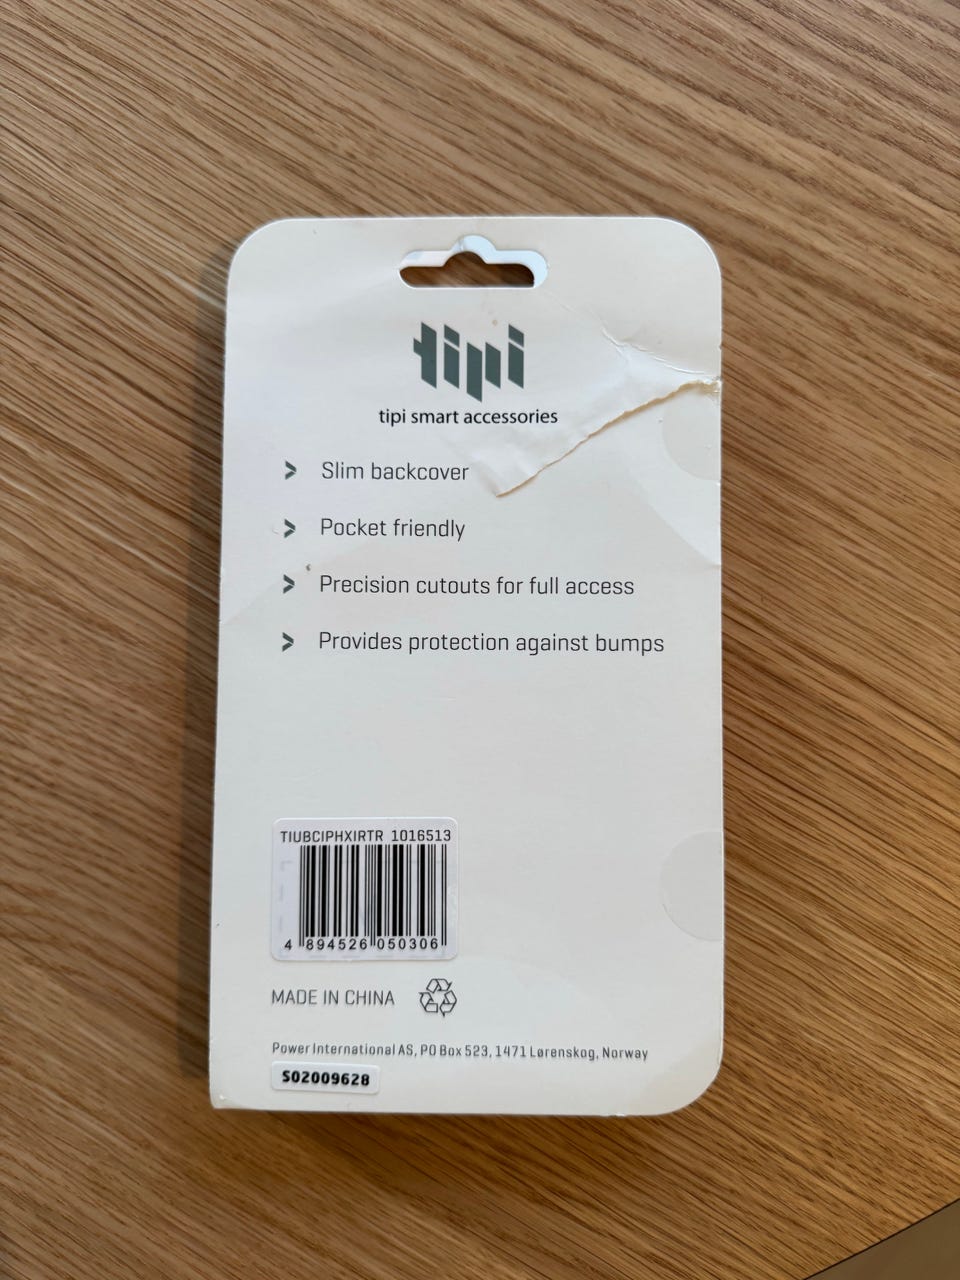 tipi
tipi smart accessories
> Slim backcover
> Pocket friendly
> Precision cutouts for full access
> Provides protection against bumps
TIUBCIPHXIRTR 1016513
4 894526 050306
MADE IN CHINA
Power International AS, PO Box 523, 1471 Lørenskog, Norway
S02009628